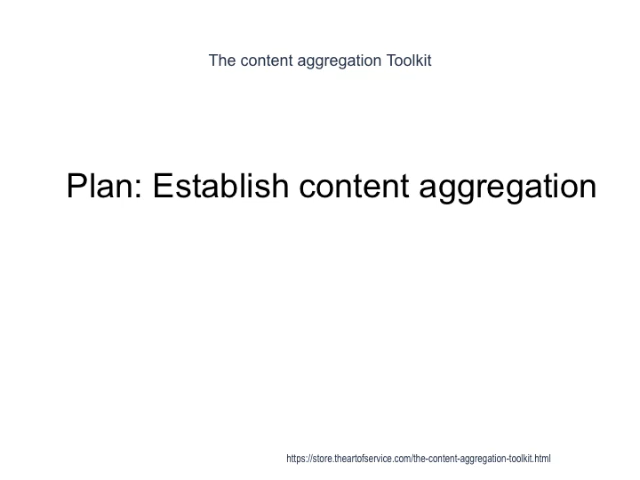 The content aggregation Toolkit
Plan: Establish content aggregation
https://store.theartofservice.com/the-content-aggregation-toolkit.html